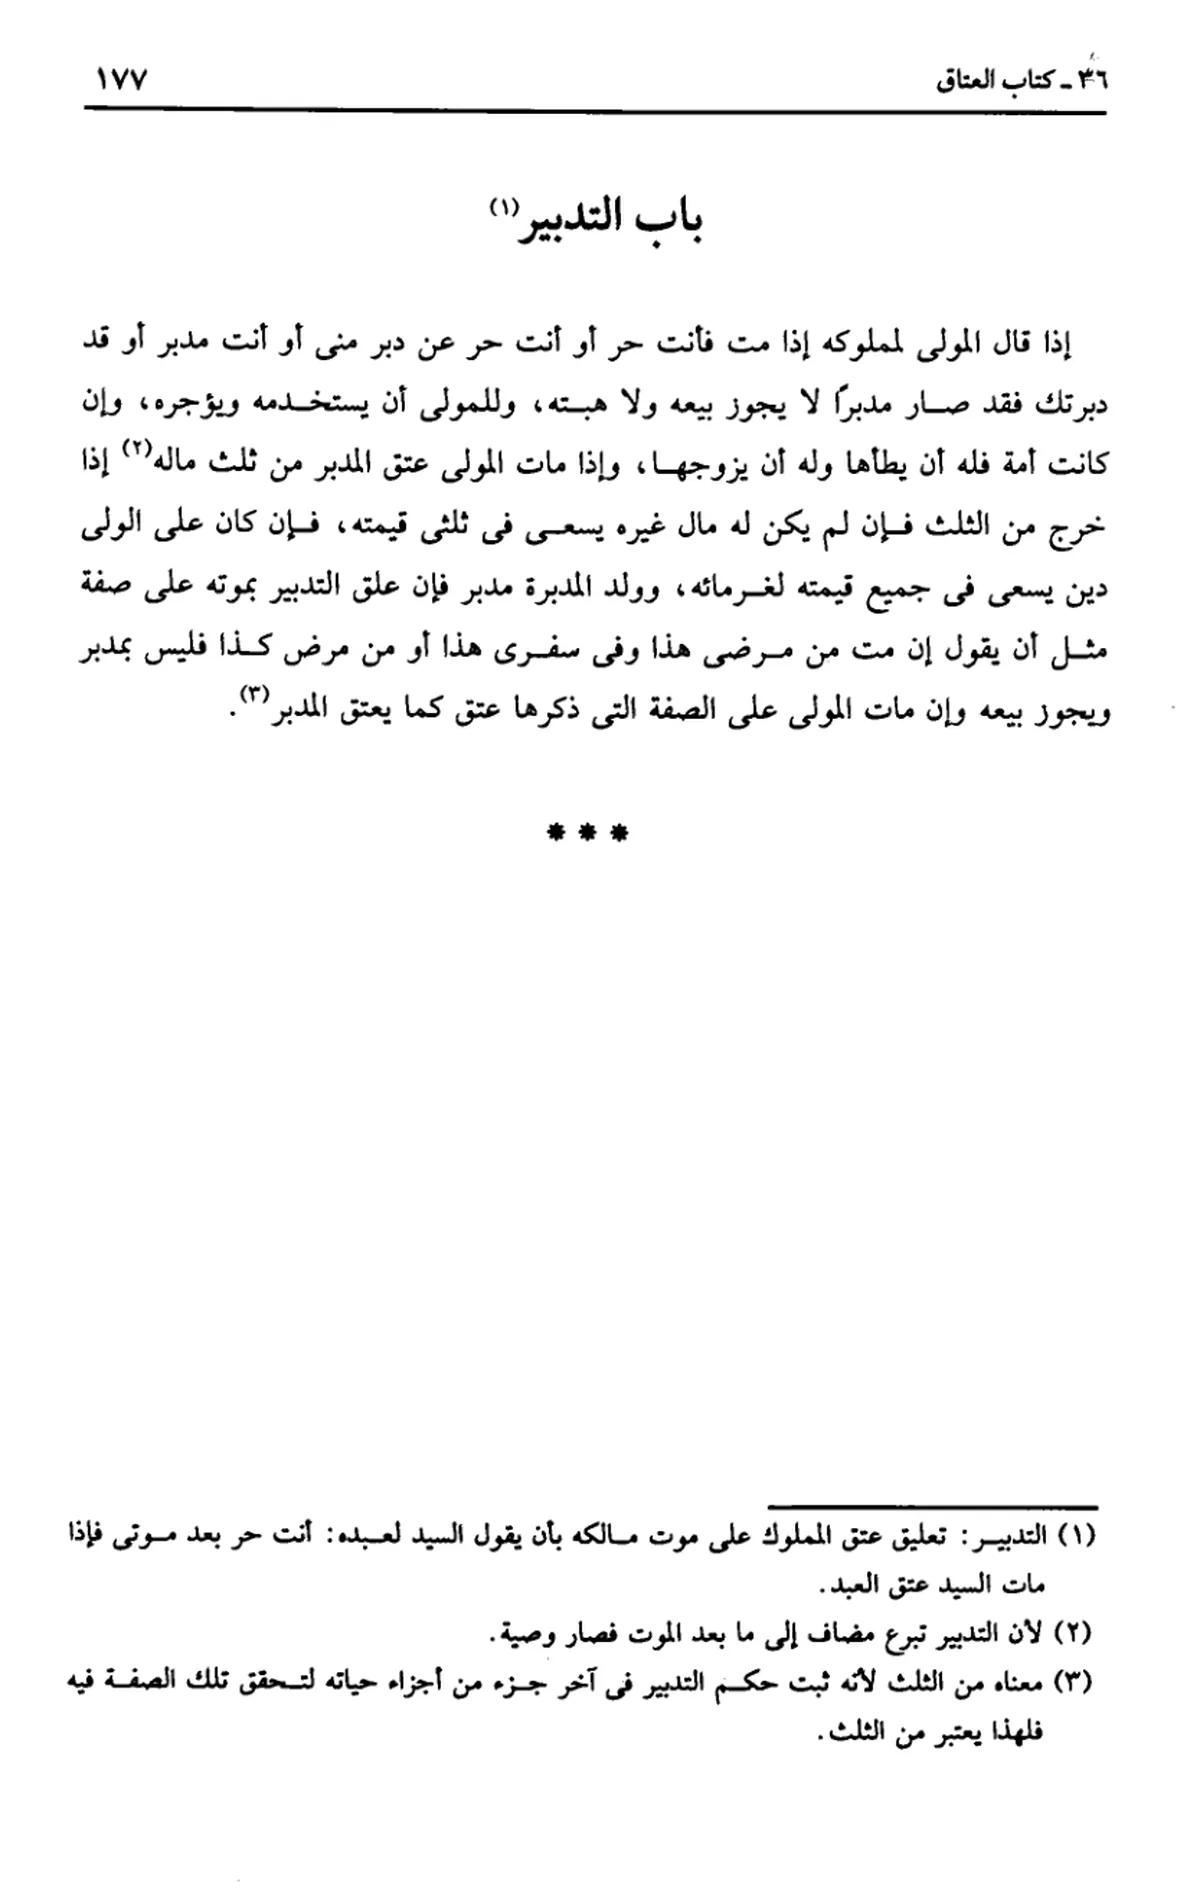 ٣٦ - كتاب العتاق ١٧٧
باب التدبير(١)
إذا قال المولى لمملوكه إذا مت فأنت حر أو أنت حر عن دبر منى أو أنت مدبر أو قد
دبرتك فقد صار مدبرًا لا يجوز بيعه ولا هبته، وللمولى أن يستخدمه ويؤجره، وإن
كانت أمة فله أن يطأها وله أن يزوجها، وإذا مات المولى عتق المدبر من ثلث ماله(٢) إذا
خرج من الثلث فإن لم يكن له مال غيره يسعى فى ثلثى قيمته، فإن كان على الولى
دين يسعى فى جميع قيمته لغرمائه، وولد المدبرة مدبر فإن علق التدبير بموته على صفة
مثل أن يقول إن مت من مرضى هذا وفى سفرى هذا أو من مرض كذا فليس بمدبر
ويجوز بيعه وإن مات المولى على الصفة التى ذكرها عتق كما يعتق المدبر(٣).
* * *
(١) التدبير: تعليق عتق المملوك على موت مالكه بأن يقول السيد لعبده: أنت حر بعد موتى فإذا
مات السيد عتق العبد.
(٢) لأن التدبير تبرع مضاف إلى ما بعد الموت فصار وصية.
(٣) معناه من الثلث لأنه ثبت حكم التدبير فى آخر جزء من أجزاء حياته لتحقق تلك الصفة فيه
فلهذا يعتبر من الثلث.